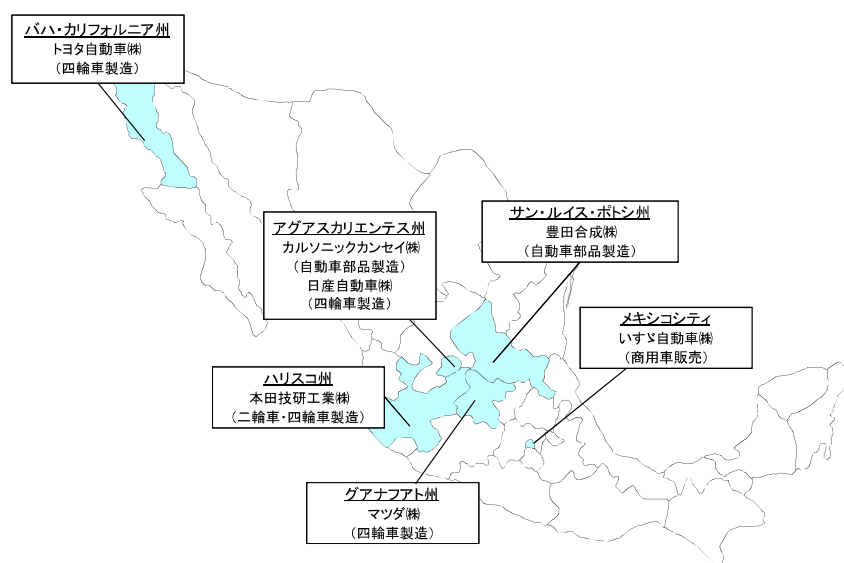 バハ・カリフォルニア州
トヨタ自動車㈱
（四輪車製造）
アグアスカリエンテス州
カルソニックカンセイ㈱
（自動車部品製造）
日産自動車㈱
（四輪車製造）
サン・ルイス・ポトシ州
豊田合成㈱
（自動車部品製造）
メキシコシティ
いすゞ自動車㈱
（商用車販売）
ハリスコ州
本田技研工業㈱
（二輪車・四輪車製造）
グアナフアト州
マツダ㈱
（四輪車製造）